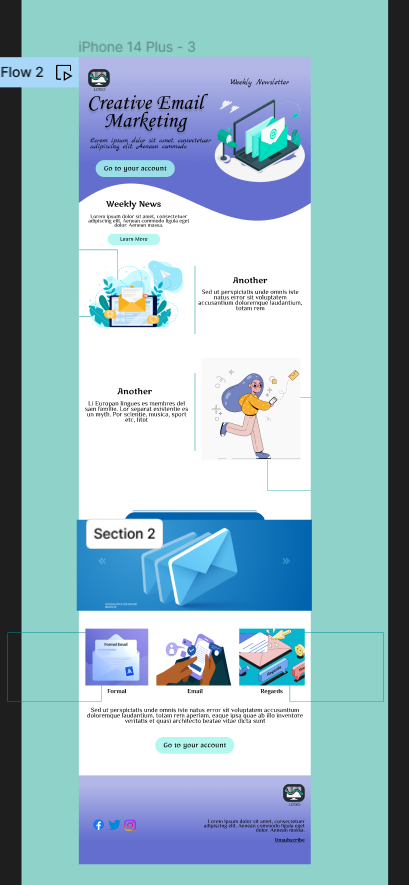 iPhone 14 Plus - 3
Flow 2
LOGO
Weekly Newsletter
Creative Email
Marketing
Lorem ipsum dolor sit amet, consectetuer
adipiscing elit. Aenean commodo
Go to your account
Weekly News
Lorem ipsum dolor sit amet, consectetuer
adipiscing elit. Aenean commodo ligula eget
dolor. Aenean massa.
Learn More
Another
Sed ut perspiciatis unde omnis iste
natus error sit voluptatem
accusantium doloremque laudantium,
totam rem
Another
Li Europan lingues es membres del
sam familie. Lor separat existentie es
un myth. Por scientie, musica, sport
etc, litot
Section 2
Formal Email
Formal
Email
Regards
Sed ut perspiciatis unde omnis iste natus error sit voluptatem accusantium
doloremque laudantium, totam rem aperiam, eaque ipsa quae ab illo inventore
veritatis et quasi architecto beatae vitae dicta sunt
Go to your account
LOGO
Lorem ipsum dolor sit amet, consectetuer
adipiscing elit. Aenean commodo ligula eget
dolor. Aenean massa.
Unsubscribe